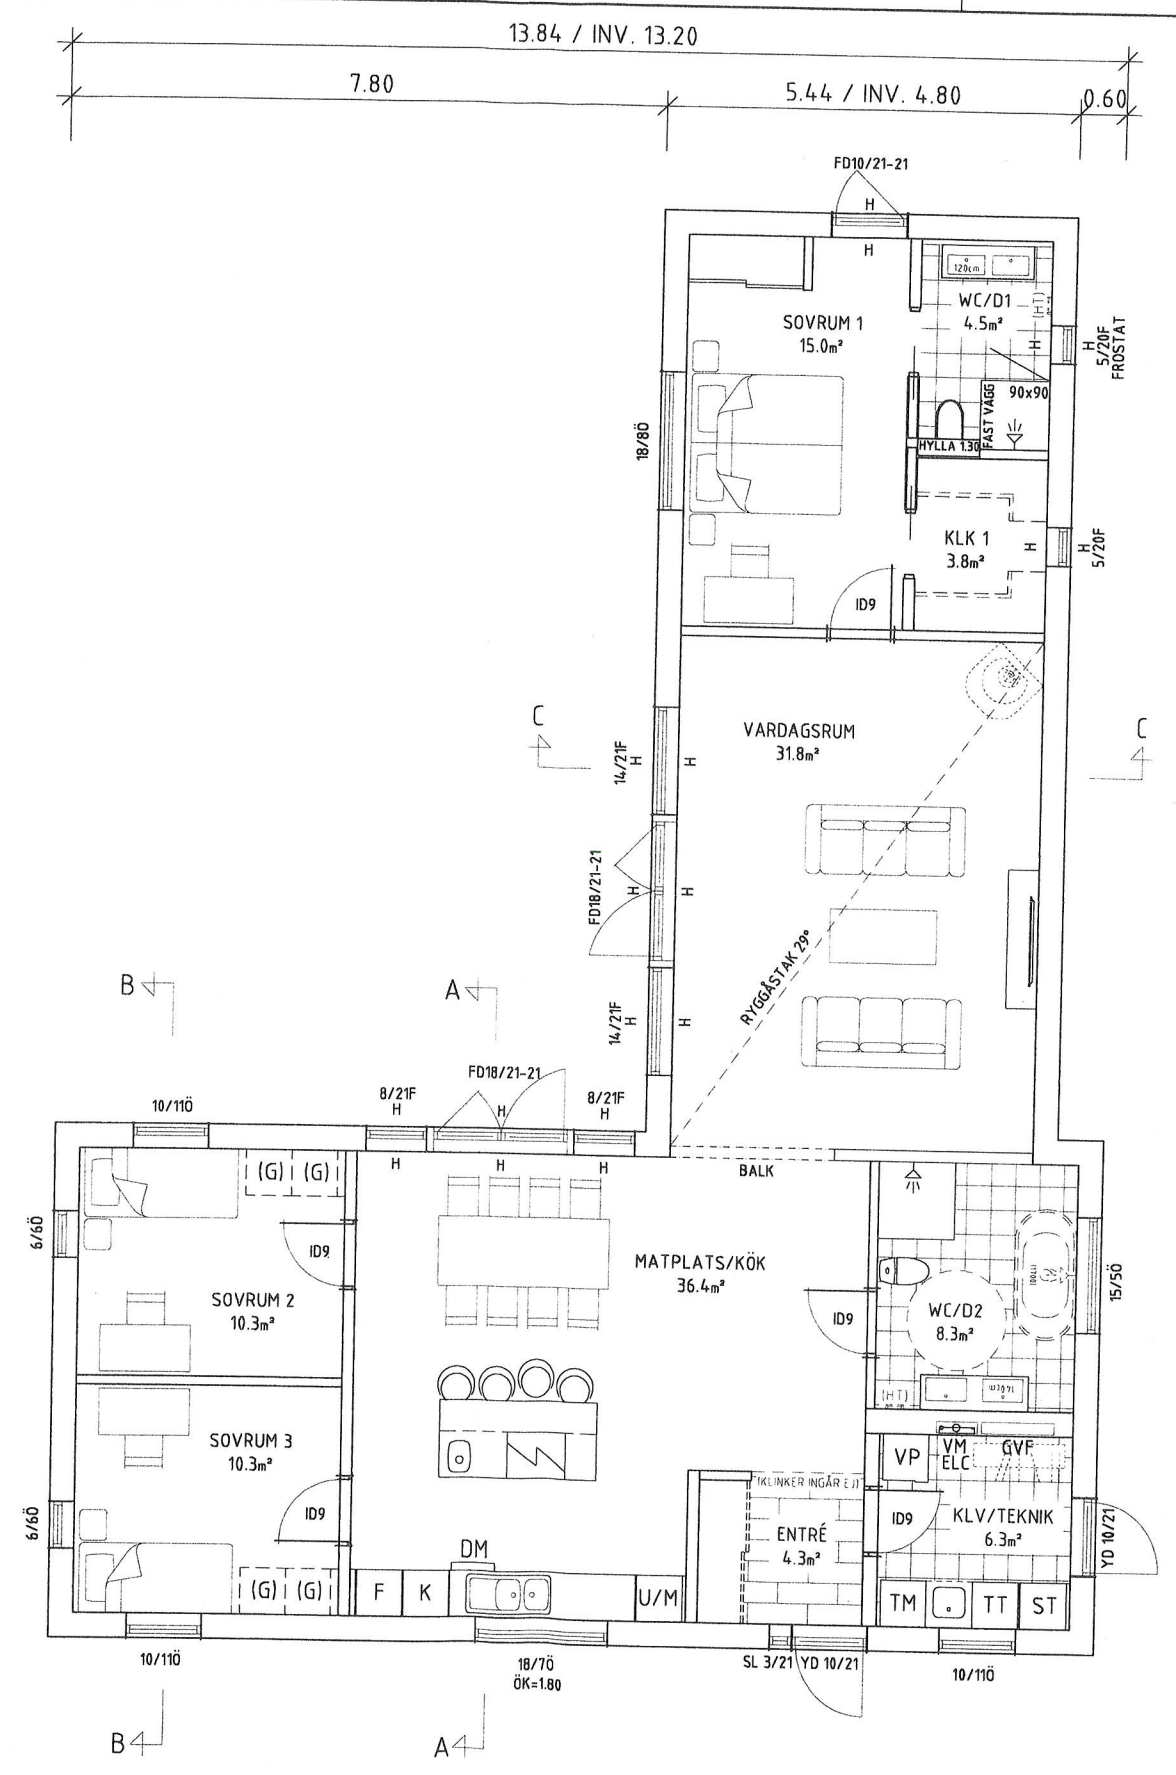 13.84 / INV. 13.20
7.80
5.44 / INV. 4.80
0.60
FD10/21-21
H
H
120cm
WC/D1
4.5m²
(HT)
H
H
5/20F
FROSTAT
SOVRUM 1
15.0m²
90x90
FAST VÄGG
HYLLA 1.30
18/8Ö
KLK 1
3.8m²
H
H
5/20F
ID9
C
C
VARDAGSRUM
31.8m²
14/21F
H
H
FD18/21-21
H
H
RYGGÅSTAK 29°
14/21F
H
H
B
A
FD18/21-21
8/21F
H
H
8/21F
H
10/11Ö
H
H
H
BALK
(G)
(G)
6/6Ö
ID9
SOVRUM 2
10.3m²
MATPLATS/KÖK
36.4m²
ID9
WC/D2
8.3m²
15/5Ö
(HT)
140cm
SOVRUM 3
10.3m²
VP
VM
ELC
GVF
(KLINKER INGÅR EJ)
6/6Ö
ID9
ENTRÉ
4.3m²
ID9
KLV/TEKNIK
6.3m²
YD 10/21
DM
(G)
(G)
F
K
U/M
TM
TT
ST
10/11Ö
18/7Ö
ÖK=1.80
SL 3/21
YD 10/21
10/11Ö
B
A